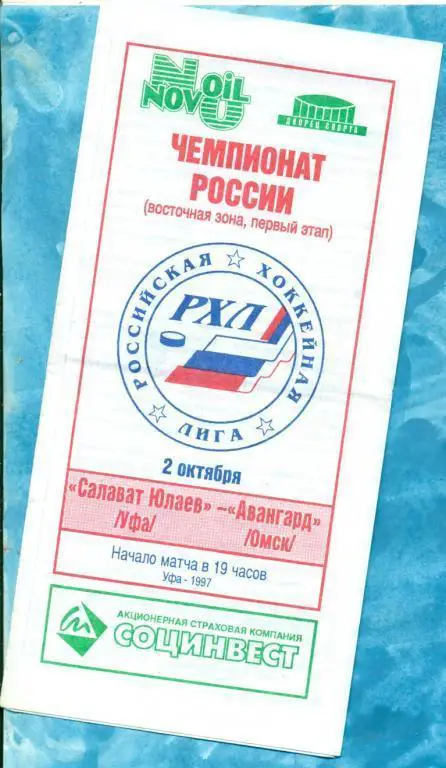 NOVOIL
ДВОРЕЦ СПОРТА
ЧЕМПИОНАТ
РОССИИ
(восточная зона, первый этап)
РОССИЙСКАЯ ХОККЕЙНАЯ
РХЛ
ЛИГА
2 октября
«Салават Юлаев» – «Авангард»
/Уфа/ /Омск/
Начало матча в 19 часов
Уфа - 1997
АКЦИОНЕРНАЯ СТРАХОВАЯ КОМПАНИЯ
СОЦИНВЕСТ